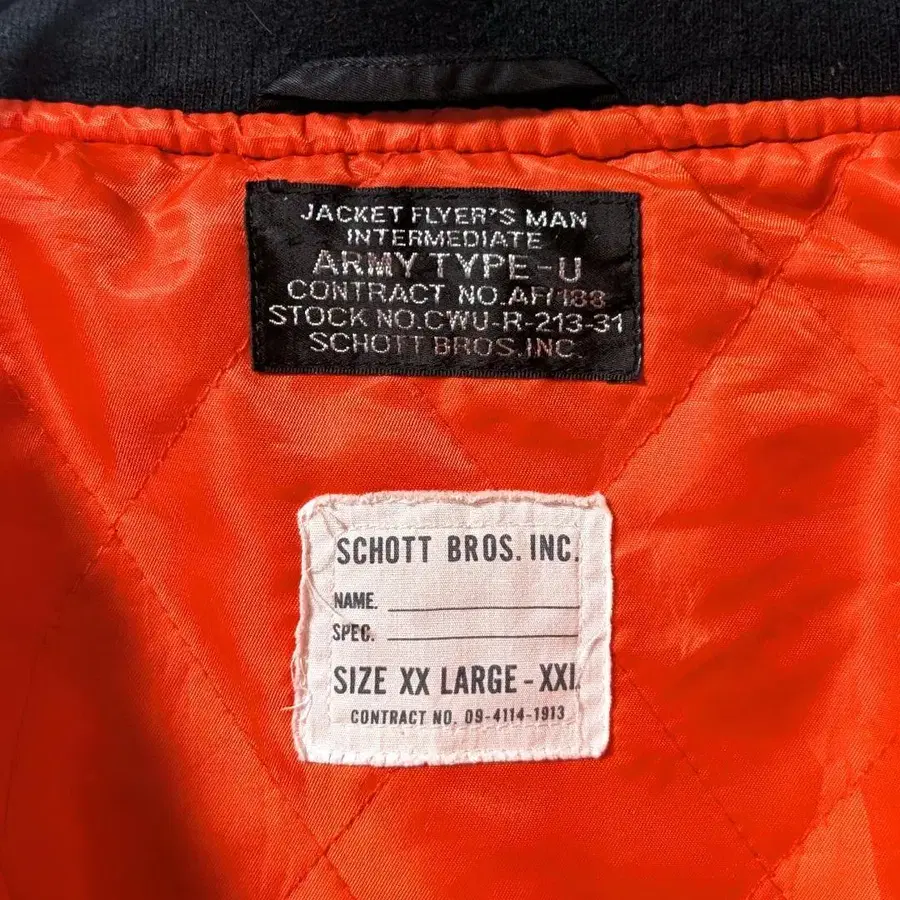 JACKET FLYER'S MAN
INTERMEDIATE
ARMY TYPE-U
CONTRACT NO.AF/188
STOCK NO.CWU-R-213-31
SCHOTT BROS.INC.
SCHOTT BROS. INC.
NAME.
SPEC.
SIZE XX LARGE - XXL
CONTRACT NO. 09-4114-1913